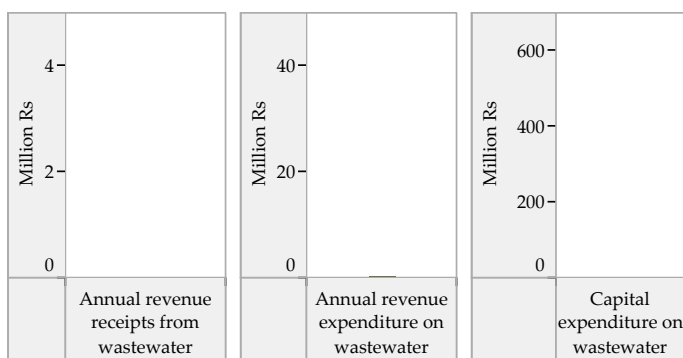 Million Rs
4
2
0
Annual revenue
receipts from
wastewater
Million Rs
40
20
0
Annual revenue
expenditure on
wastewater
Million Rs
600
400
200
0
Capital
expenditure on
wastewater